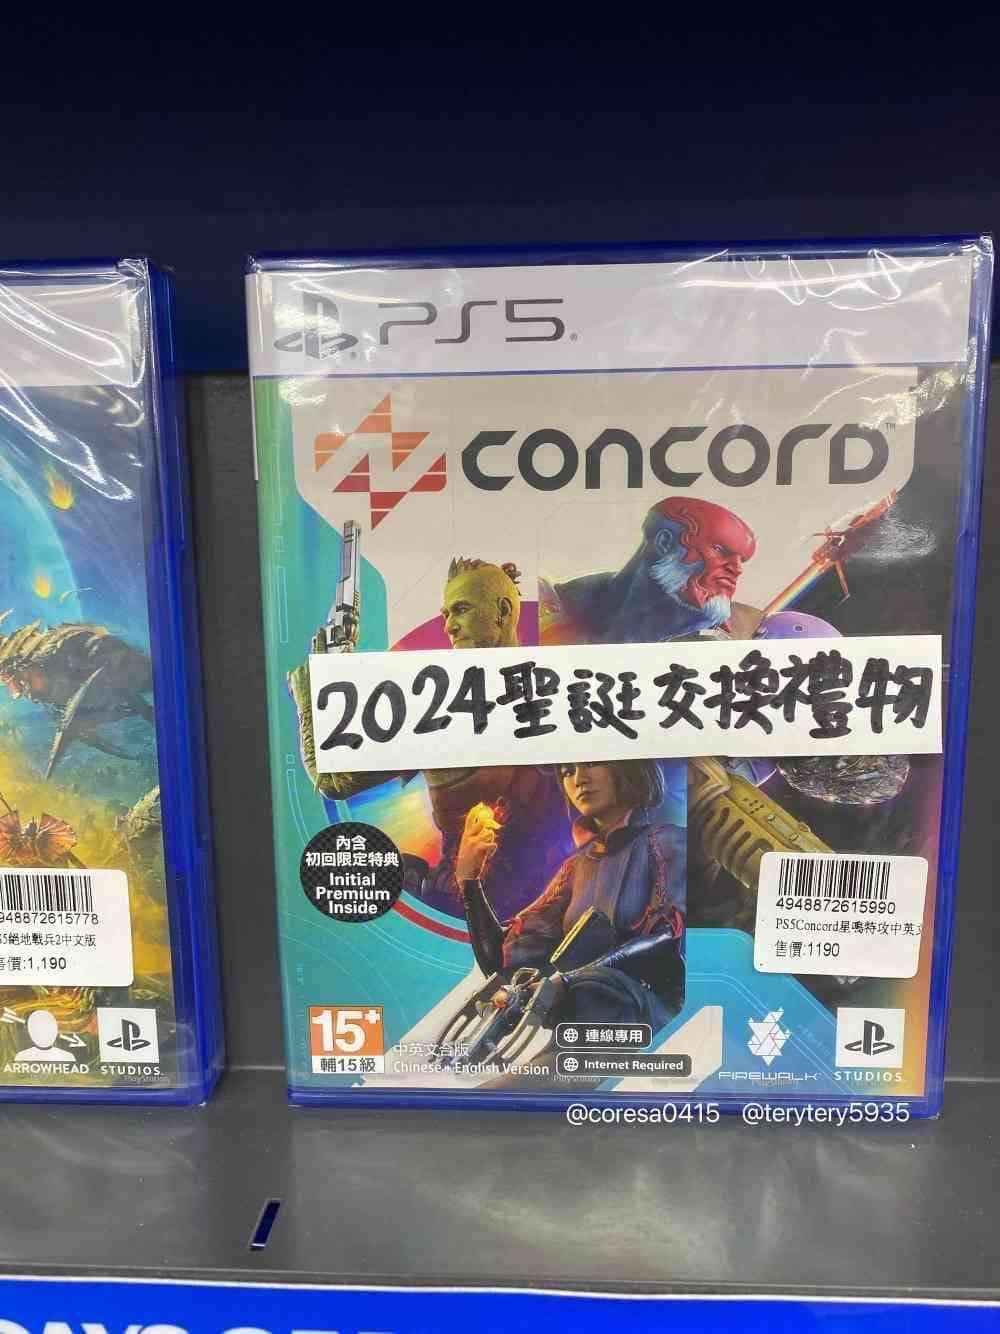 PS5
CONCORD™
2024聖誕交換禮物
內含
初回限定特典
Initial
Premium
Inside
4948872615990
PS5Concord星鳴特攻中英
售價:1190
948872615778
5絕地戰兵2中文版
售價:1,190
15+
輔15級
中英文合版
Chinese + English Version
連線專用
Internet Required
FIREWALK
PlayStation
STUDIOS
ARROWHEAD
STUDIOS
@coresa0415 @terytery5935